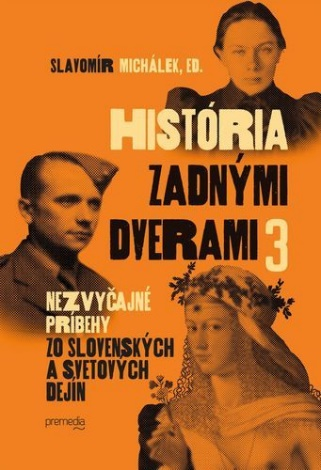 SLAVOMÍR MICHÁLEK, ED.
HISTÓRIA
ZADNÝMI
DVERAMI 3
NEZVYČAJNÉ
PRÍBEHY
ZO SLOVENSKÝCH
A SVETOVÝCH
DEJÍN
premedia